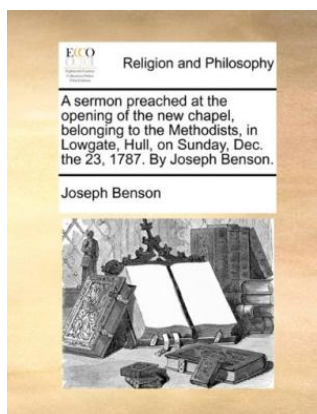 ECCO
Religion and Philosophy
A sermon preached at the
opening of the new chapel,
belonging to the Methodists, in
Lowgate, Hull, on Sunday, Dec.
the 23, 1787. By Joseph Benson.
Joseph Benson